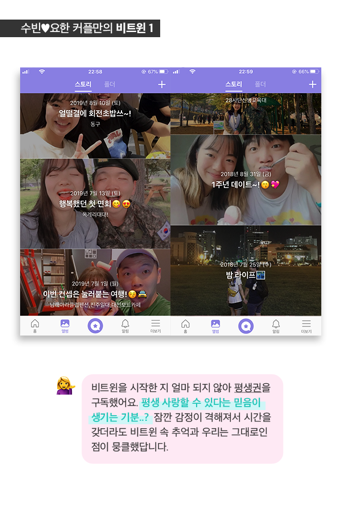 수빈♥요한 커플만의 비트윈 1
22:58
67%
스토리 폴더
2019년 8월 10일 (토)
얼떨결에 회전초밥쓰~!
동구
2019년 7월 13일 (토)
행복했던 첫 면회
2019년 7월 1일 (월)
이번 컨셉은 눌러붙는 여행!
홈 앨범 알림 더보기
22:59
66%
스토리 폴더
2018년 8월 31일 (금)
1주년 데이트~!
2018년 7월 25일 (수)
밤 라이프
홈 앨범 알림 더보기
비트윈을 시작한 지 얼마 되지 않아 평생권을
구독했어요. 평생 사랑할 수 있다는 믿음이
생기는 기분..? 잠깐 감정이 격해져서 시간을
갖더라도 비트윈 속 추억과 우리는 그대로인
점이 뭉클했답니다.